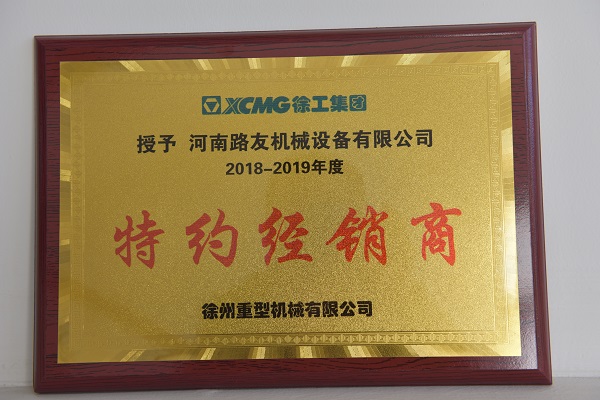 XCMG徐工集团
授予 河南路友机械设备有限公司
2018-2019年度
特约经销商
徐州重型机械有限公司